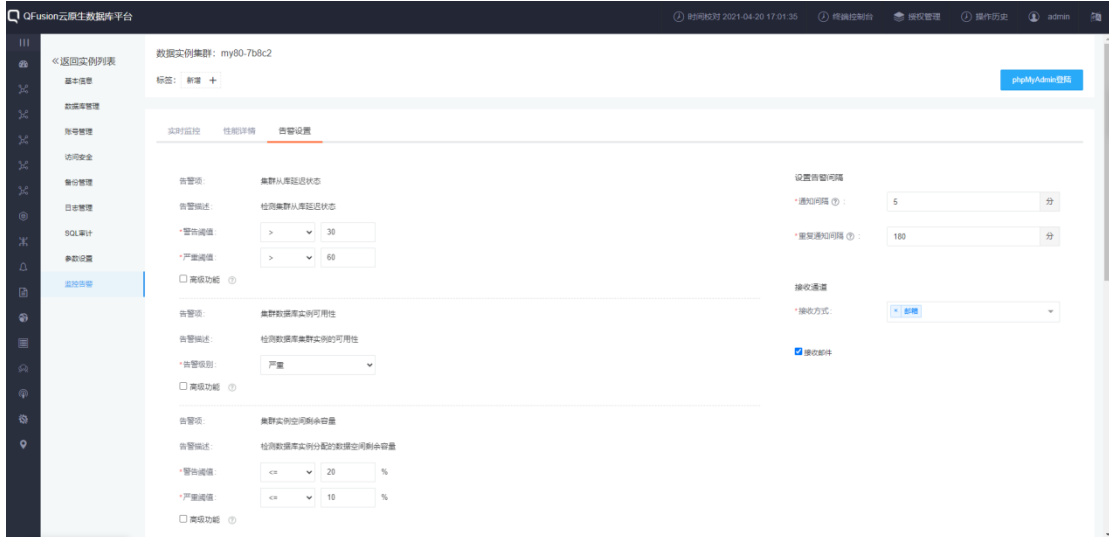 QFusion云原生数据库平台
时间校对 2021-04-20 17:01:35 终端控制台 授权管理 操作历史 admin
«返回实例列表
基本信息
数据库管理
账号管理
访问安全
备份管理
日志管理
SQL审计
参数设置
监控告警
数据实例集群：my80-7b8c2
标签： 新增 +
phpMyAdmin登陆
实时监控 性能详情 告警设置
告警项: 集群从库延迟状态
告警描述: 检测集群从库延迟状态
*警告阈值: > 30
*严重阈值: > 60
高级功能 ?
告警项: 集群数据库实例可用性
告警描述: 检测数据库集群实例的可用性
*告警级别: 严重
高级功能 ?
告警项: 集群实例空间剩余容量
告警描述: 检测数据库实例分配的数据空间剩余容量
*警告阈值: <= 20 %
*严重阈值: <= 10 %
高级功能 ?
设置告警间隔
*通知间隔 ? : 5 分
*重复通知间隔 ? : 180 分
接收通道
*接收方式: × 邮箱
接收邮件